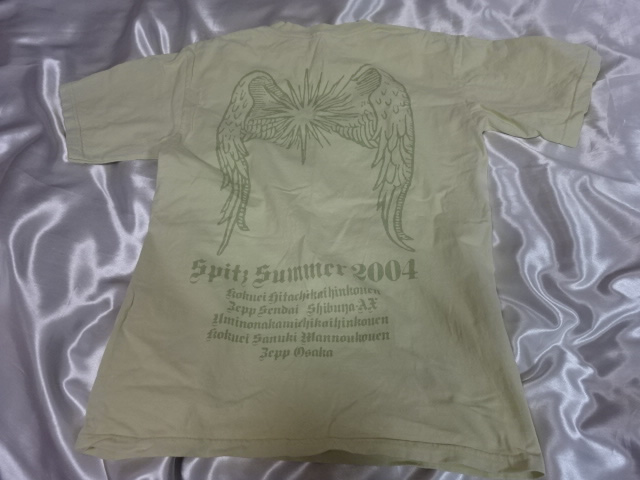 Spitz Summer 2004
Kokuei Hitachikaihinkouen
Zepp Sendai Shibuya-AX
Uminonakamichikaihinkouen
Kokuei Sanuki Mannoukouen
Zepp Osaka